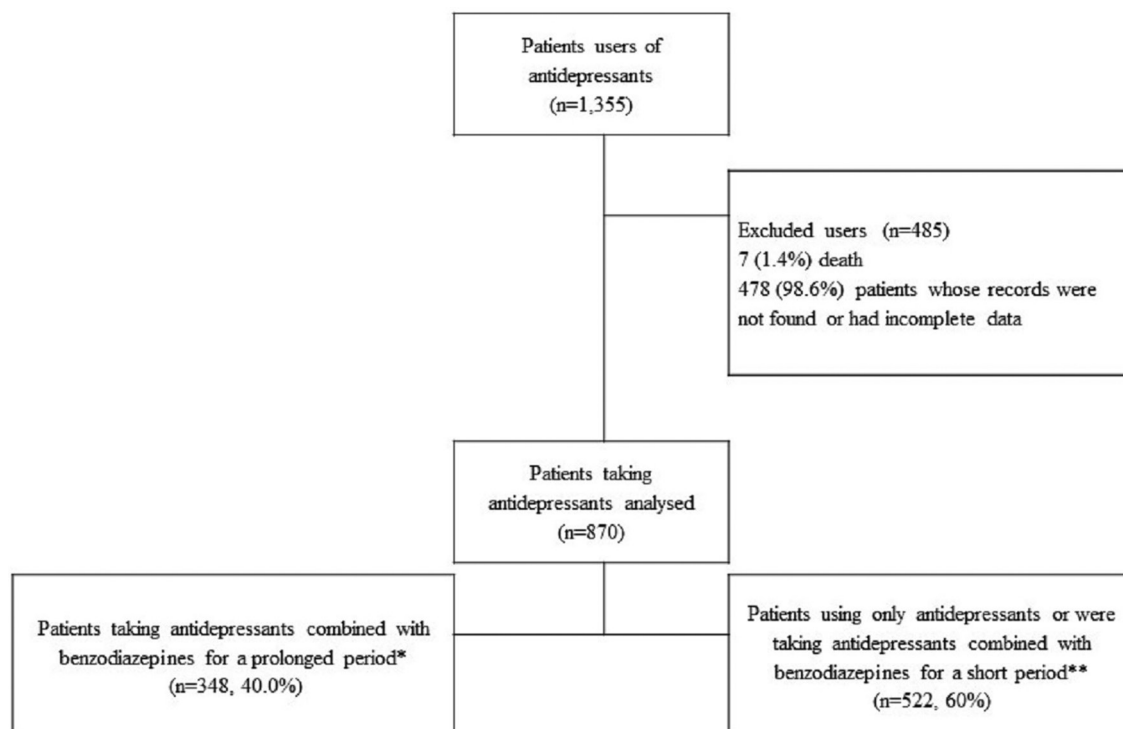 Patients users of
antidepressants
(n=1,355)
Excluded users (n=485)
7 (1.4%) death
478 (98.6%) patients whose records were
not found or had incomplete data
Patients taking
antidepressants analysed
(n=870)
Patients taking antidepressants combined with
benzodiazepines for a prolonged period*
(n=348, 40.0%)
Patients using only antidepressants or were
taking antidepressants combined with
benzodiazepines for a short period**
(n=522, 60%)